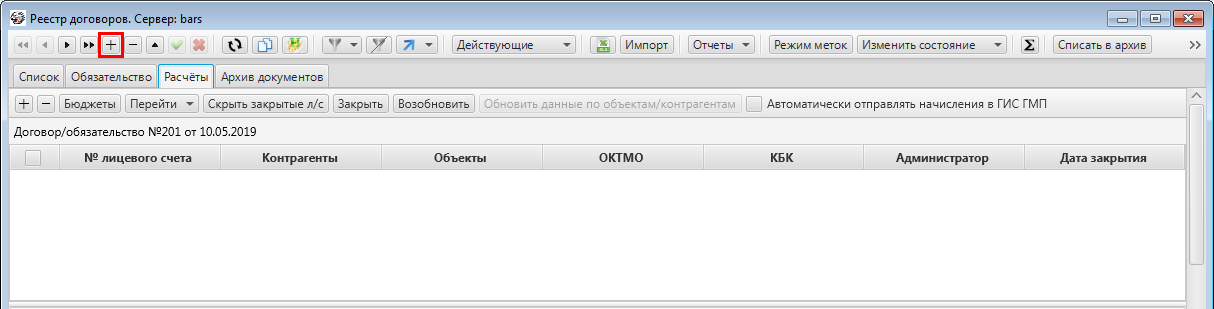 Реестр договоров. Сервер: bars
Действующие Импорт Отчеты Режим меток Изменить состояние Σ Списать в архив
Список Обязательство Расчёты Архив документов
Бюджеты Перейти Скрыть закрытые л/с Закрыть Возобновить Обновить данные по объектам/контрагентам Автоматически отправлять начисления в ГИС ГМП
Договор/обязательство №201 от 10.05.2019
№ лицевого счета Контрагенты Объекты ОКТМО КБК Администратор Дата закрытия